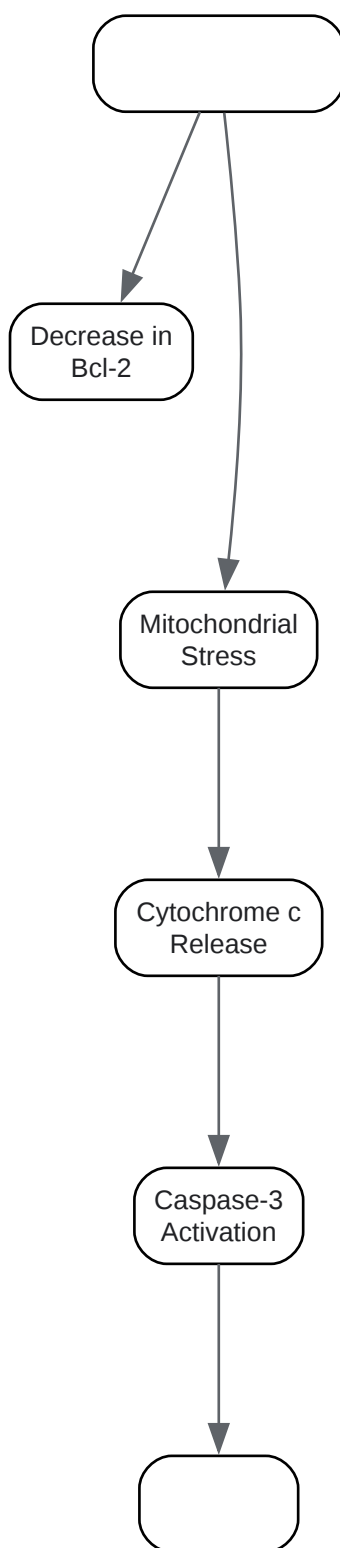 Decrease in
Bcl-2
Mitochondrial
Stress
Cytochrome c
Release
Caspase-3
Activation